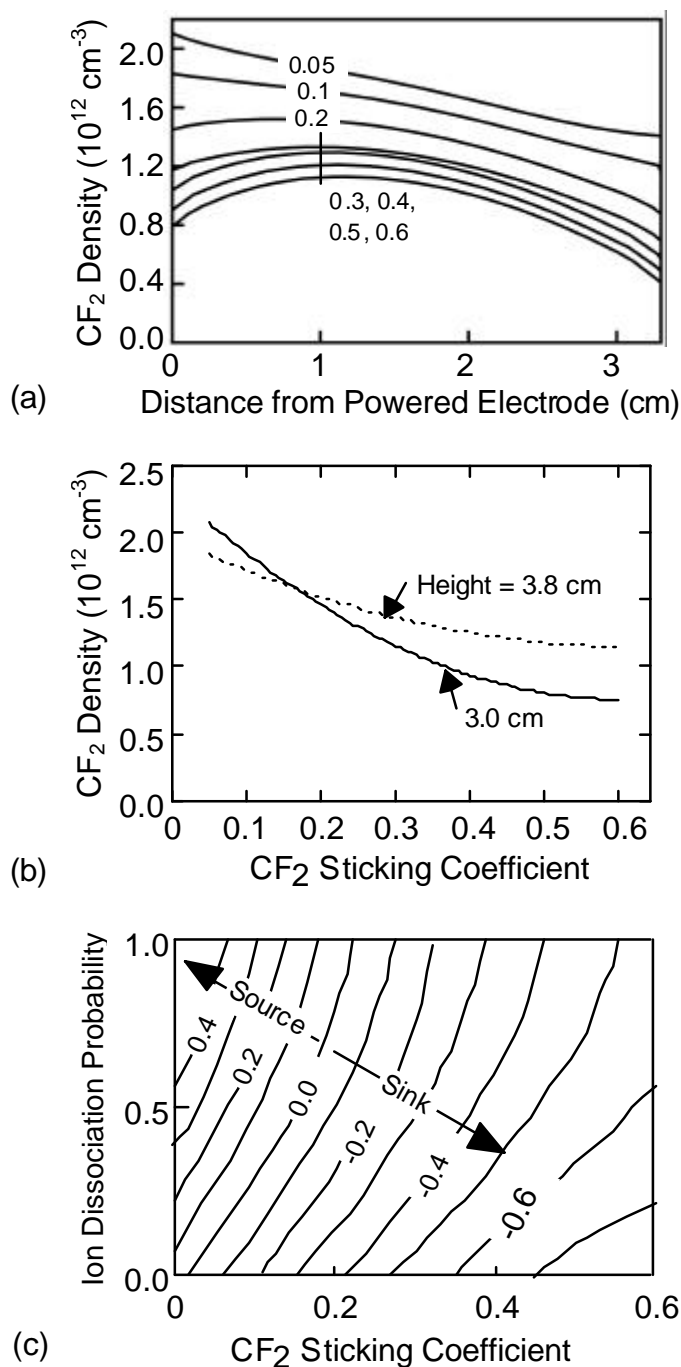 2.0
1.6
1.2
0.8
0.4
0.0
CF2 Density (10^12 cm^-3)
0.05
0.1
0.2
0.3, 0.4,
0.5, 0.6
0 1 2 3
(a) Distance from Powered Electrode (cm)
2.5
2.0
1.5
1.0
0.5
0.0
CF2 Density (10^12 cm^-3)
Height = 3.8 cm
3.0 cm
0 0.1 0.2 0.3 0.4 0.5 0.6
(b) CF2 Sticking Coefficient
1.0
0.5
0.0
Ion Dissociation Probability
Source - Sink
0.4
0.2
0.0
-0.2
-0.4
-0.6
0 0.2 0.4 0.6
(c) CF2 Sticking Coefficient